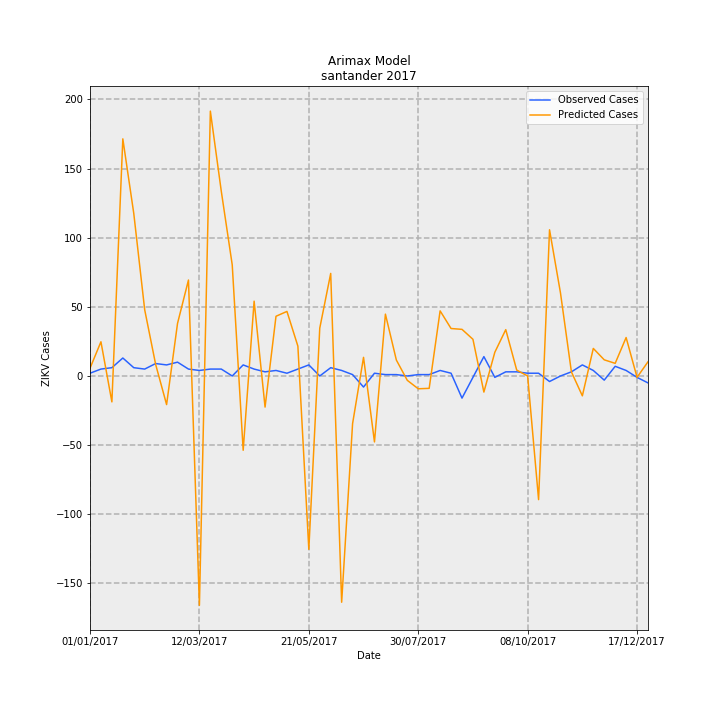 Arimax Model
santander 2017
Observed Cases
Predicted Cases
200
150
100
50
0
−50
−100
−150
ZIKV Cases
01/01/2017 12/03/2017 21/05/2017 30/07/2017 08/10/2017 17/12/2017
Date